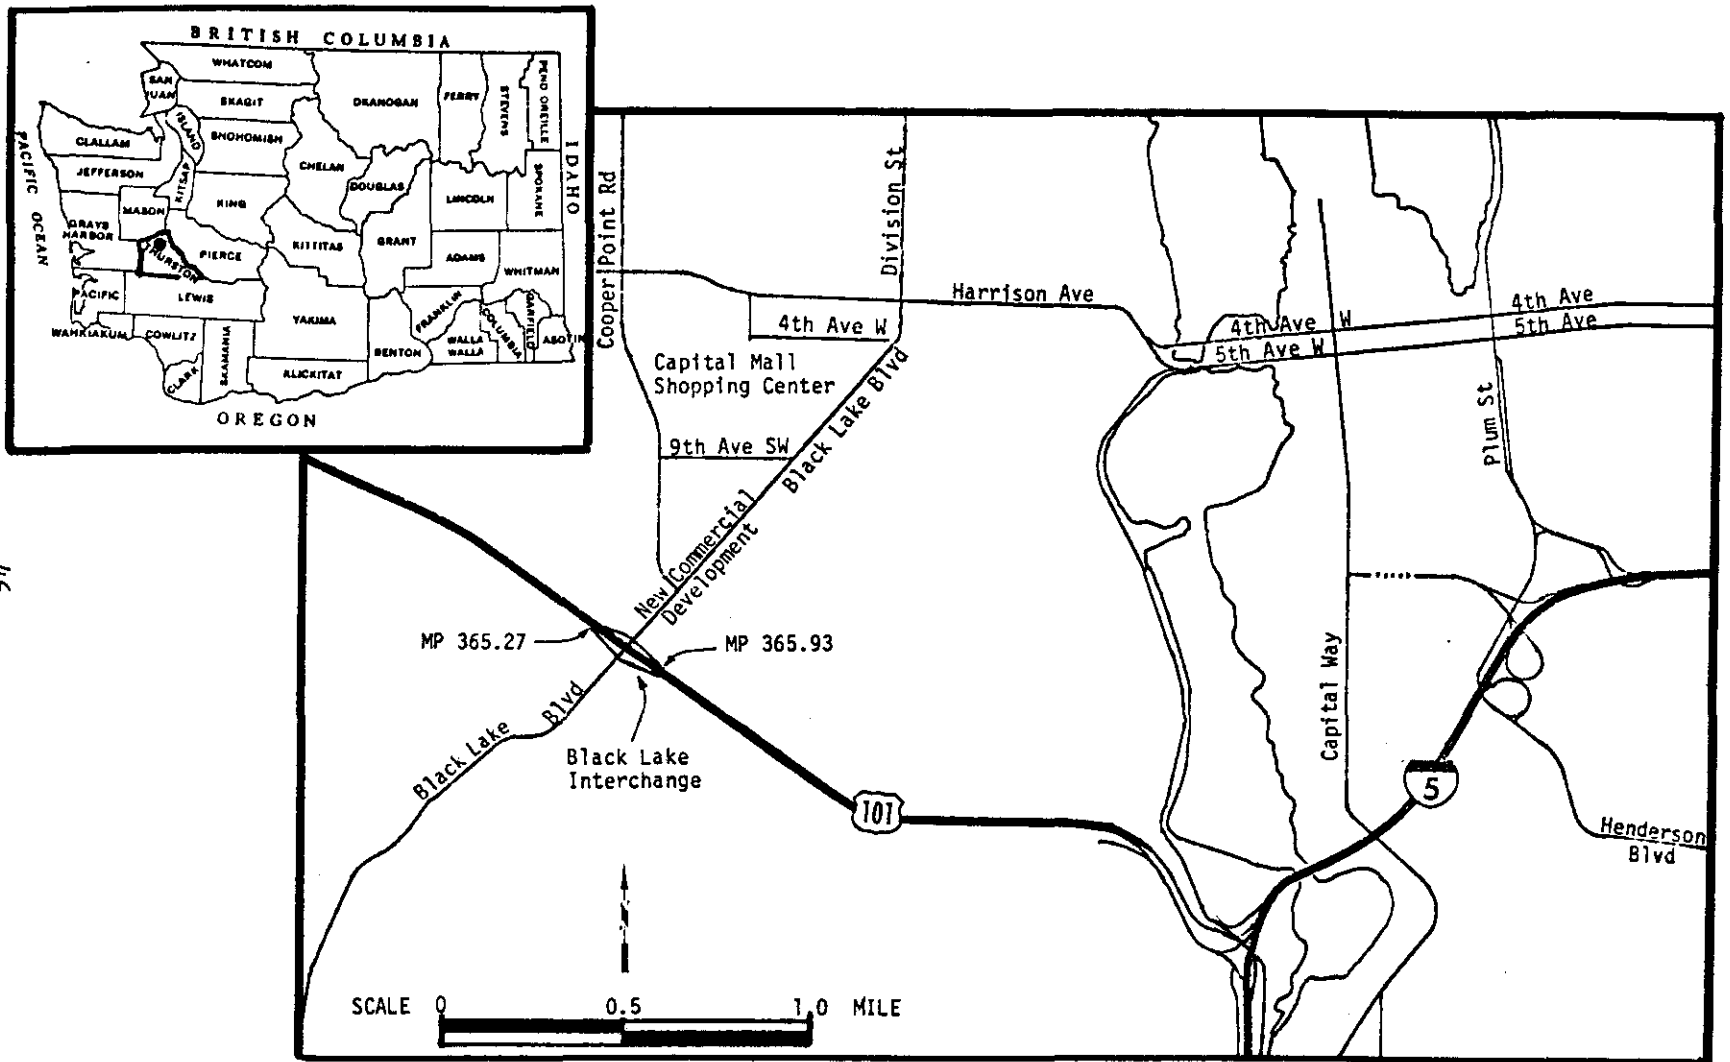 BRITISH COLUMBIA
WHATCOM
SAN
JUAN
SKAGIT
ISLAND
SNOHOMISH
OKANOGAN
FERRY
STEVENS
PEND OREILLE
PACIFIC OCEAN
CLALLAM
JEFFERSON
KITSAP
CHELAN
DOUGLAS
LINCOLN
SPOKANE
IDAHO
MASON
KING
GRAYS
HARBOR
THURSTON
PIERCE
KITTITAS
GRANT
ADAMS
WHITMAN
PACIFIC
LEWIS
YAKIMA
FRANKLIN
COLUMBIA
GARFIELD
ASOTIN
WAHKIAKUM
COWLITZ
SKAMANIA
BENTON
WALLA
WALLA
CLARK
KLICKITAT
OREGON
Cooper Point Rd
Division St
Harrison Ave
4th Ave W
Capital Mall
Shopping Center
Black Lake Blvd
9th Ave SW
New Commercial
Development
4th Ave W
5th Ave W
4th Ave
5th Ave
Plum St
MP 365.27
MP 365.93
Black Lake Blvd
Black Lake
Interchange
Capital Way
101
5
Henderson
Blvd
SCALE 0 0.5 1.0 MILE